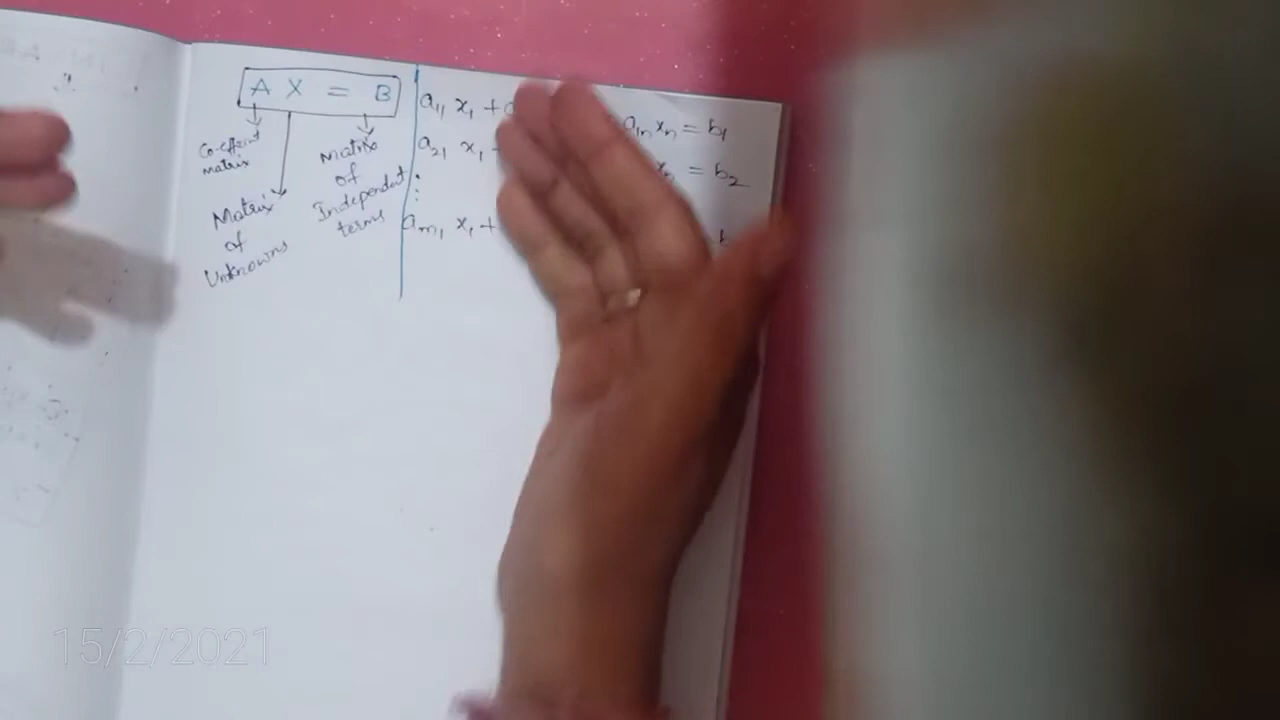 A X = B
Co-effient
matrix
Matrix
of
Unknowns
Matrix
of
Independent
terms
a11 x1 + a1n xn = b1
a21 x1 xn = b2
⋮
am1 x1 +
15/2/2021